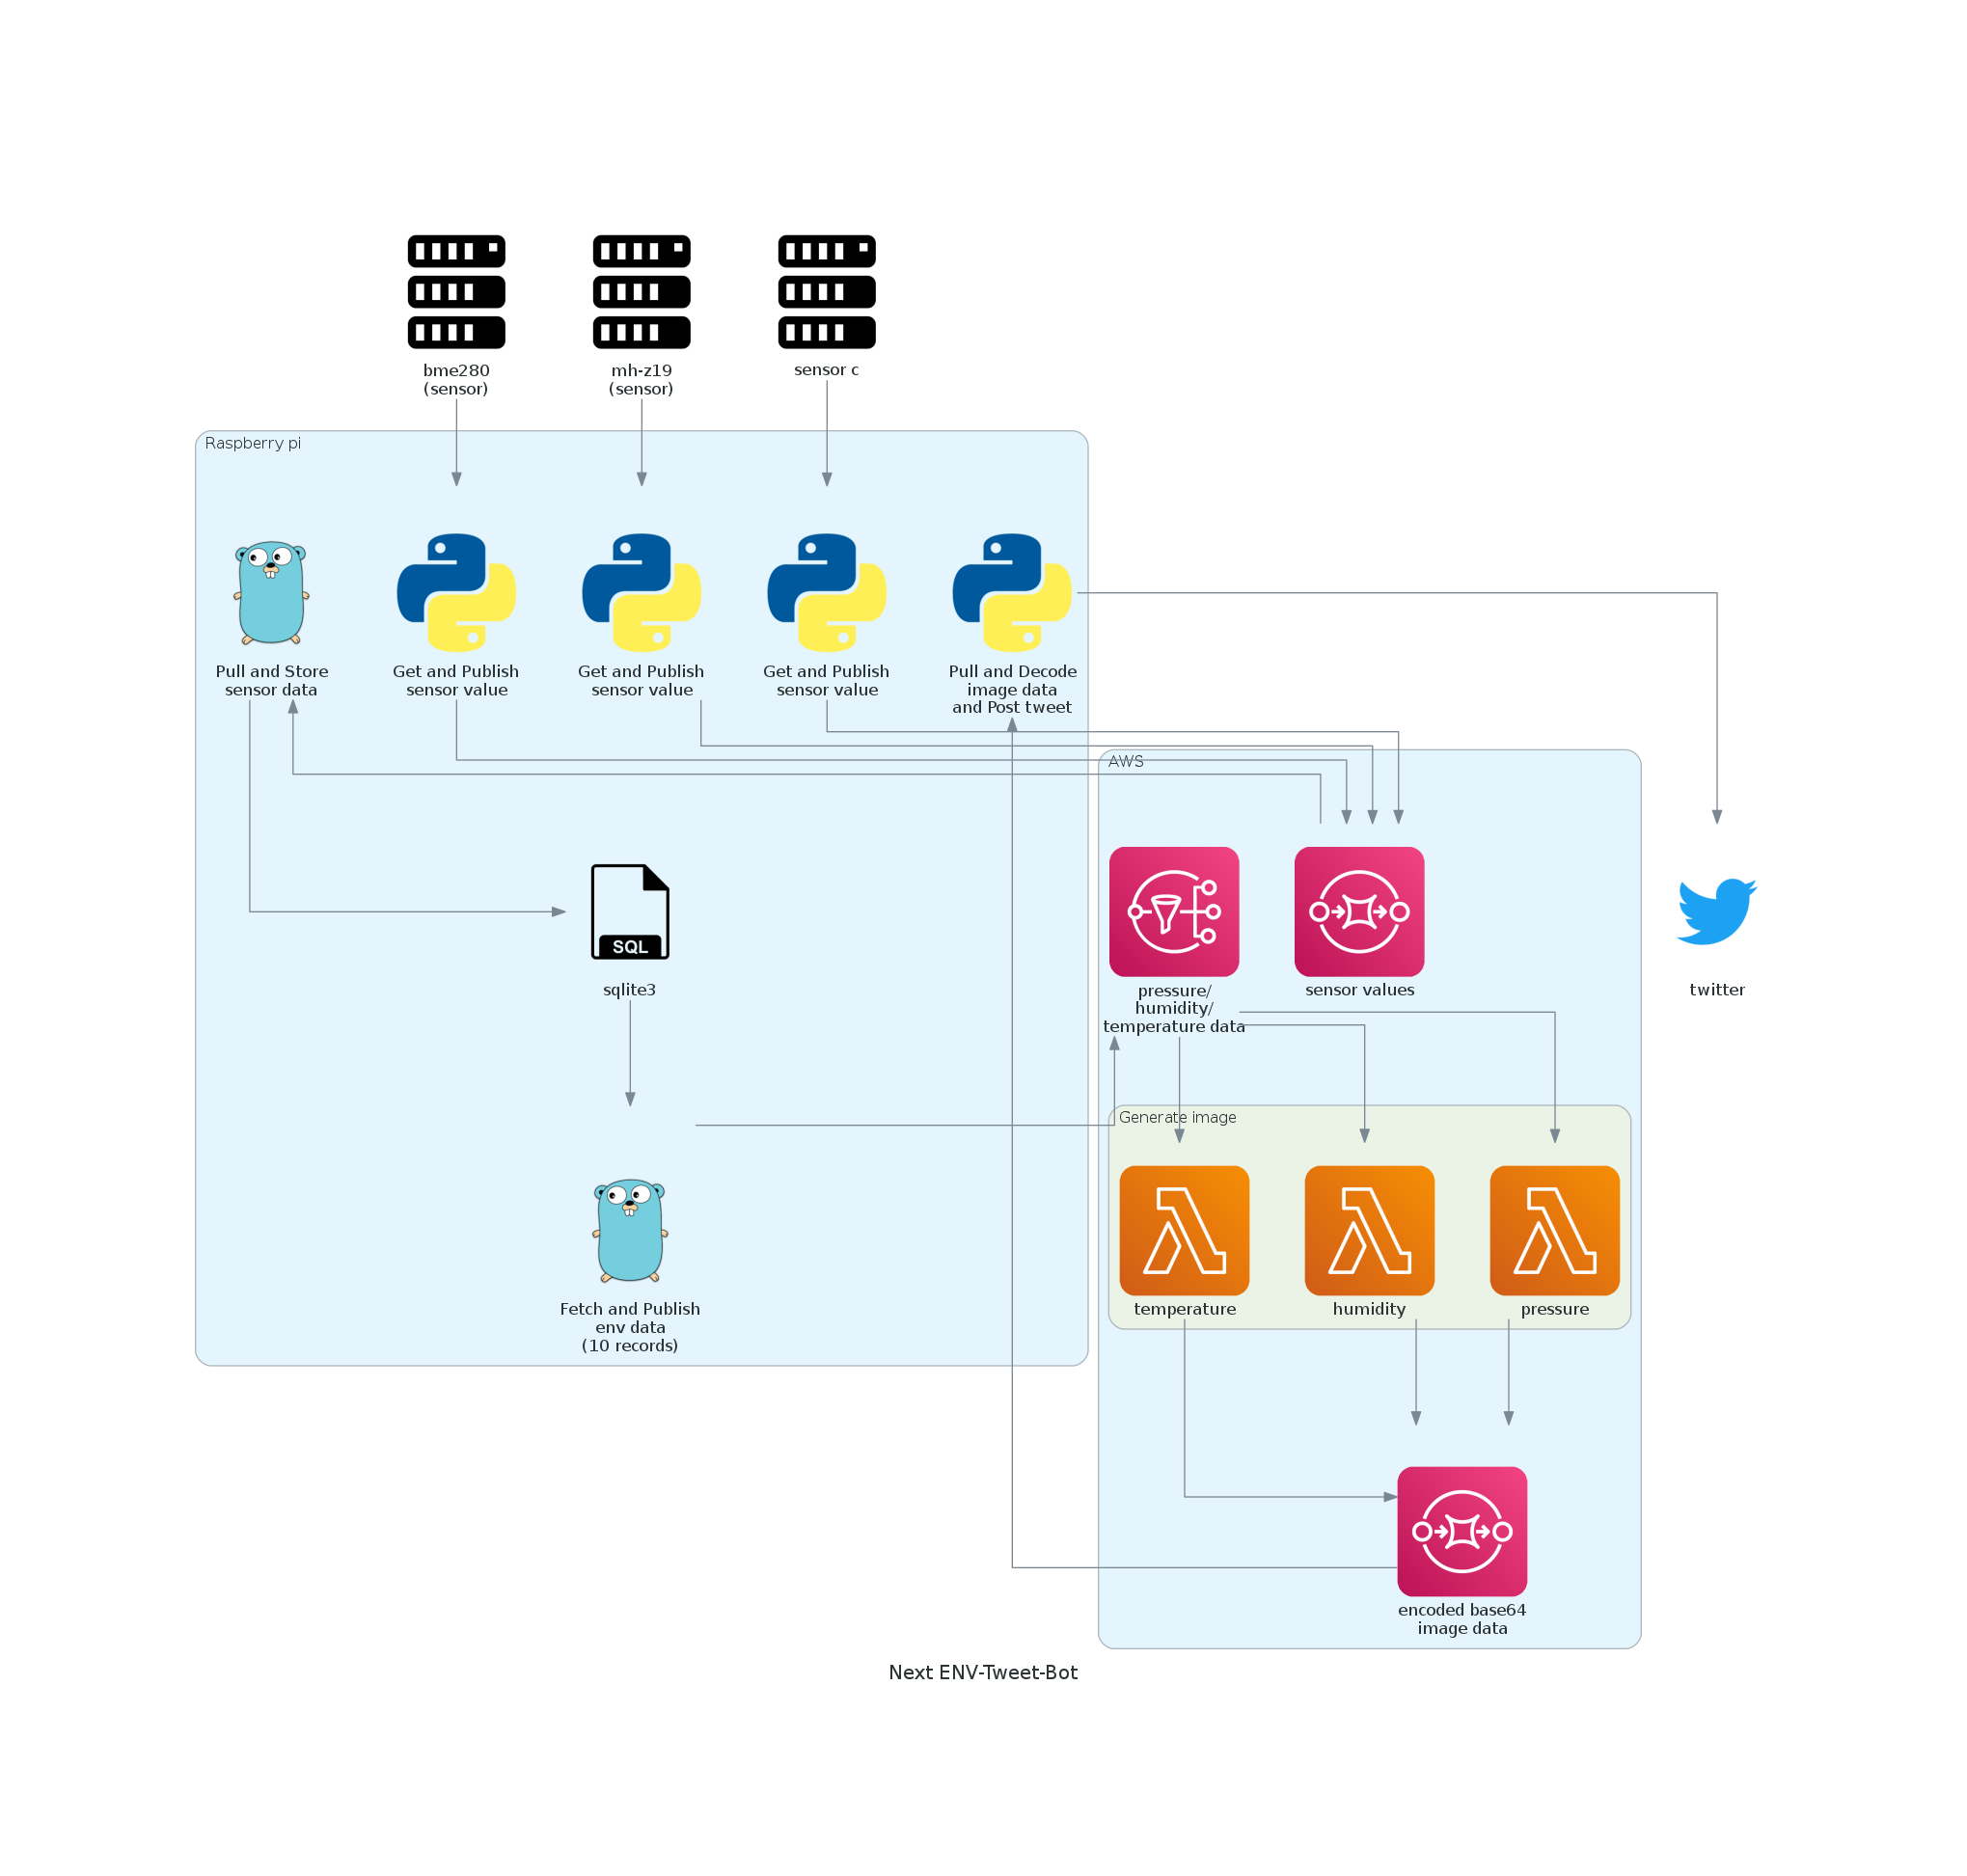 bme280
(sensor)
mh-z19
(sensor)
sensor c
Raspberry pi
Pull and Store
sensor data
Get and Publish
sensor value
Get and Publish
sensor value
Get and Publish
sensor value
Pull and Decode
image data
and Post tweet
AWS
SQL
sqlite3
pressure/
humidity/
temperature data
sensor values
twitter
Generate image
temperature
humidity
pressure
Fetch and Publish
env data
(10 records)
encoded base64
image data
Next ENV-Tweet-Bot